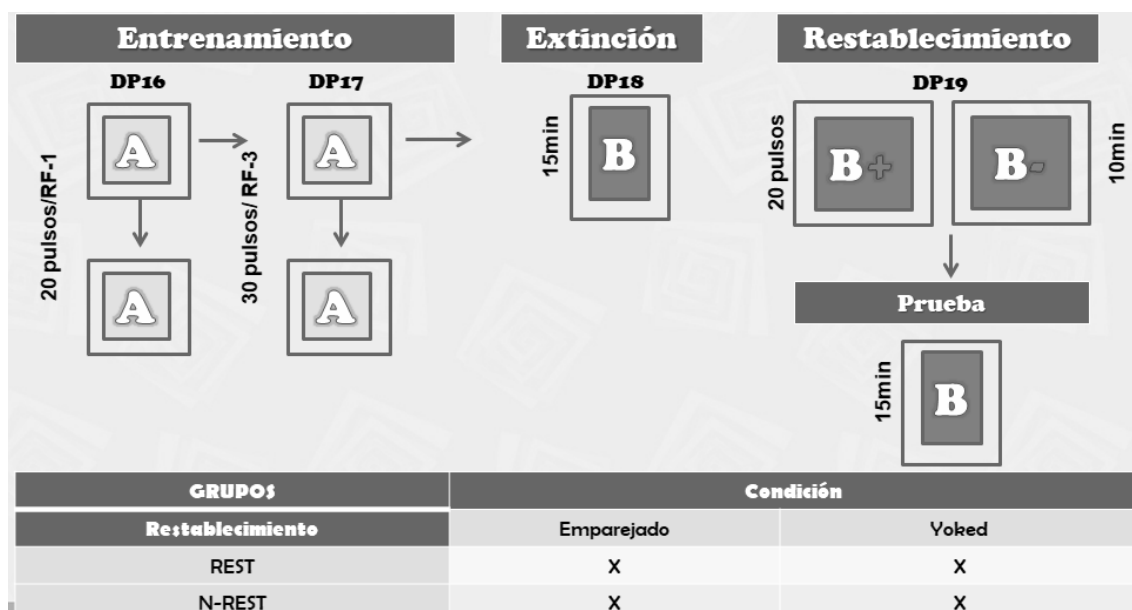 Entrenamiento
Extinción
Restablecimiento
DP16
DP17
DP18
DP19
20 pulsos/RF-1
A
A
30 pulsos/ RF-3
A
A
15min
B
20 pulsos
B+
B-
10min
Prueba
15min
B
GRUPOS
Condición
Restablecimiento
Emparejado
Yoked
REST
X
X
N-REST
X
X